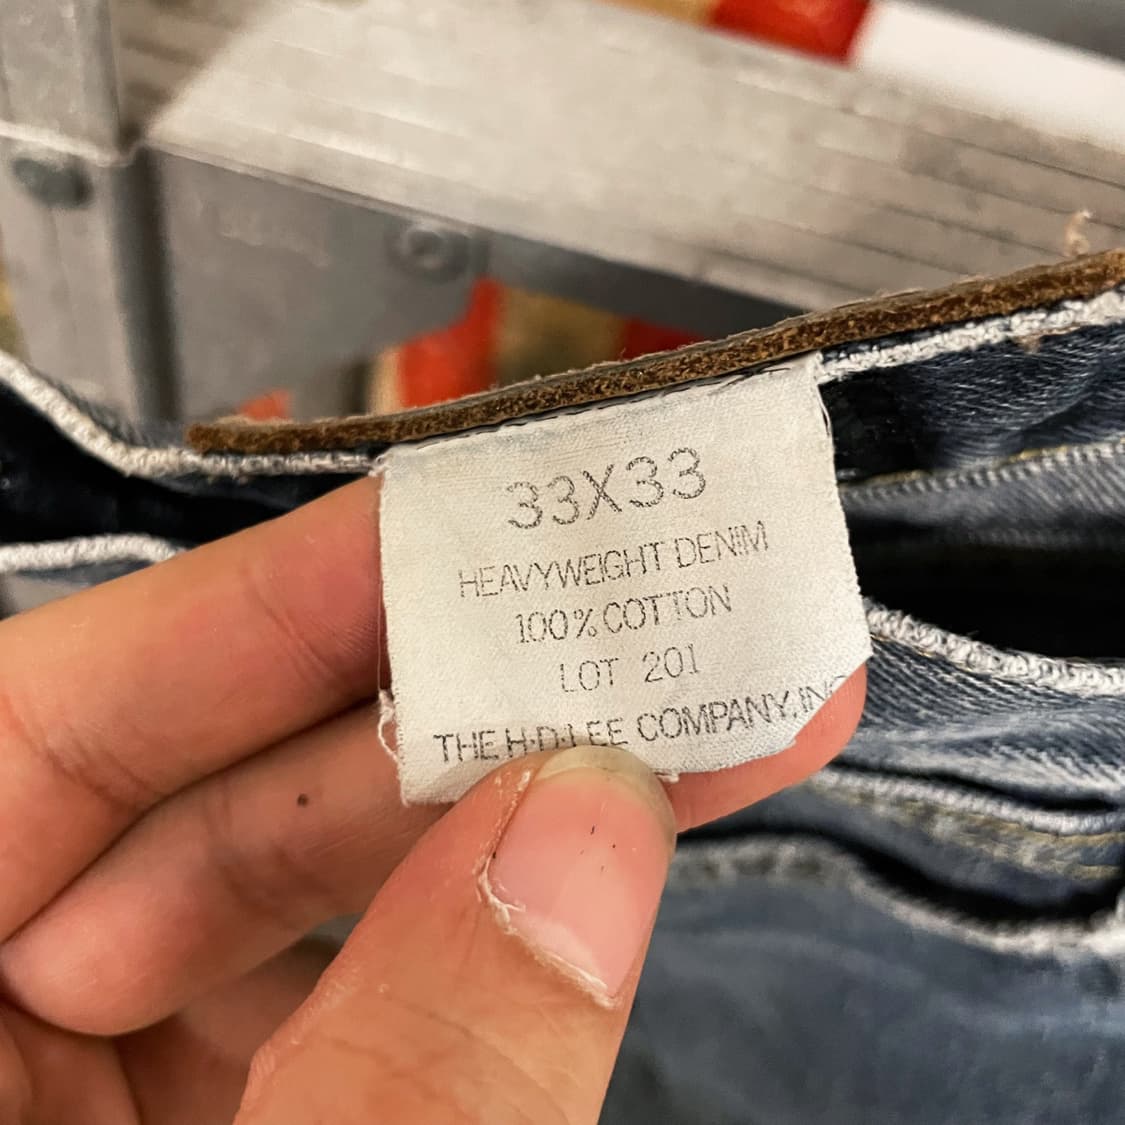 33X33
HEAVYWEIGHT DENIM
100% COTTON
LOT 201
THE H·D·LEE COMPANY, INC